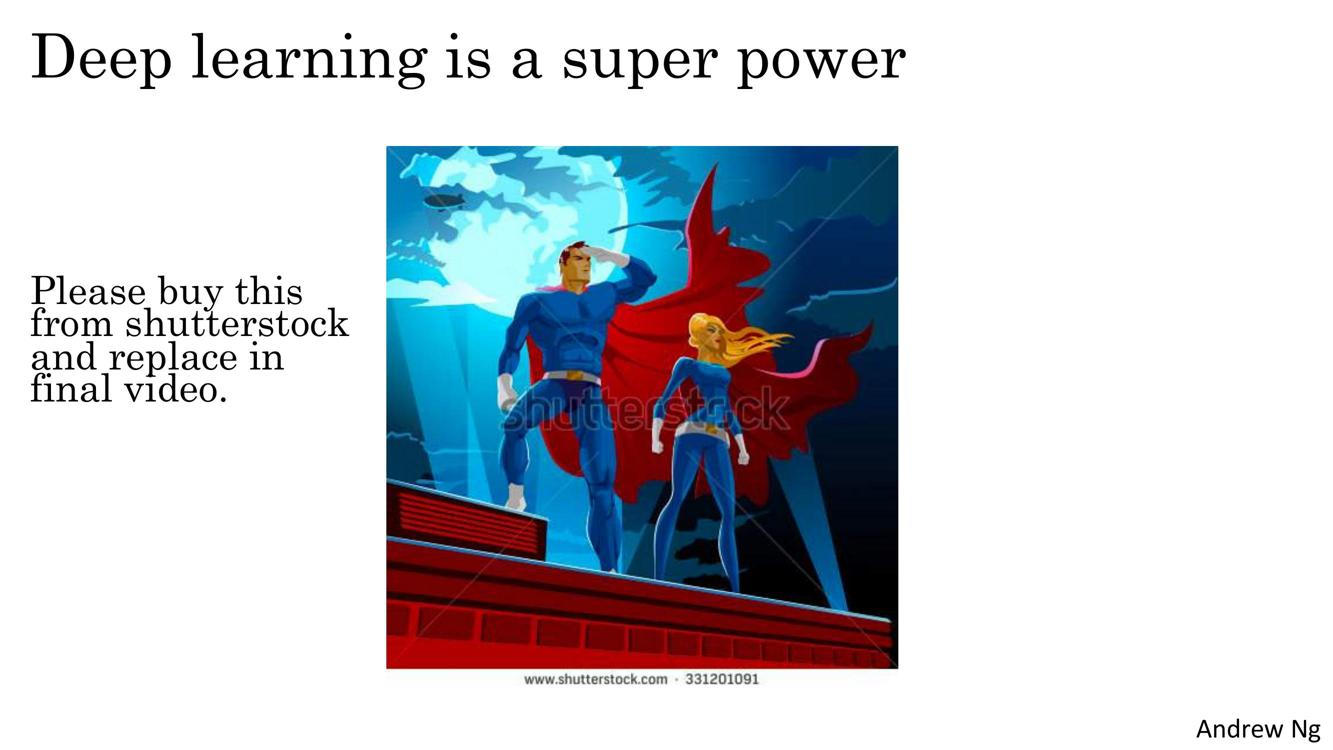 Deep learning is a super power
Please buy this
from shutterstock
and replace in
final video.
shutterstock
www.shutterstock.com · 331201091
Andrew Ng